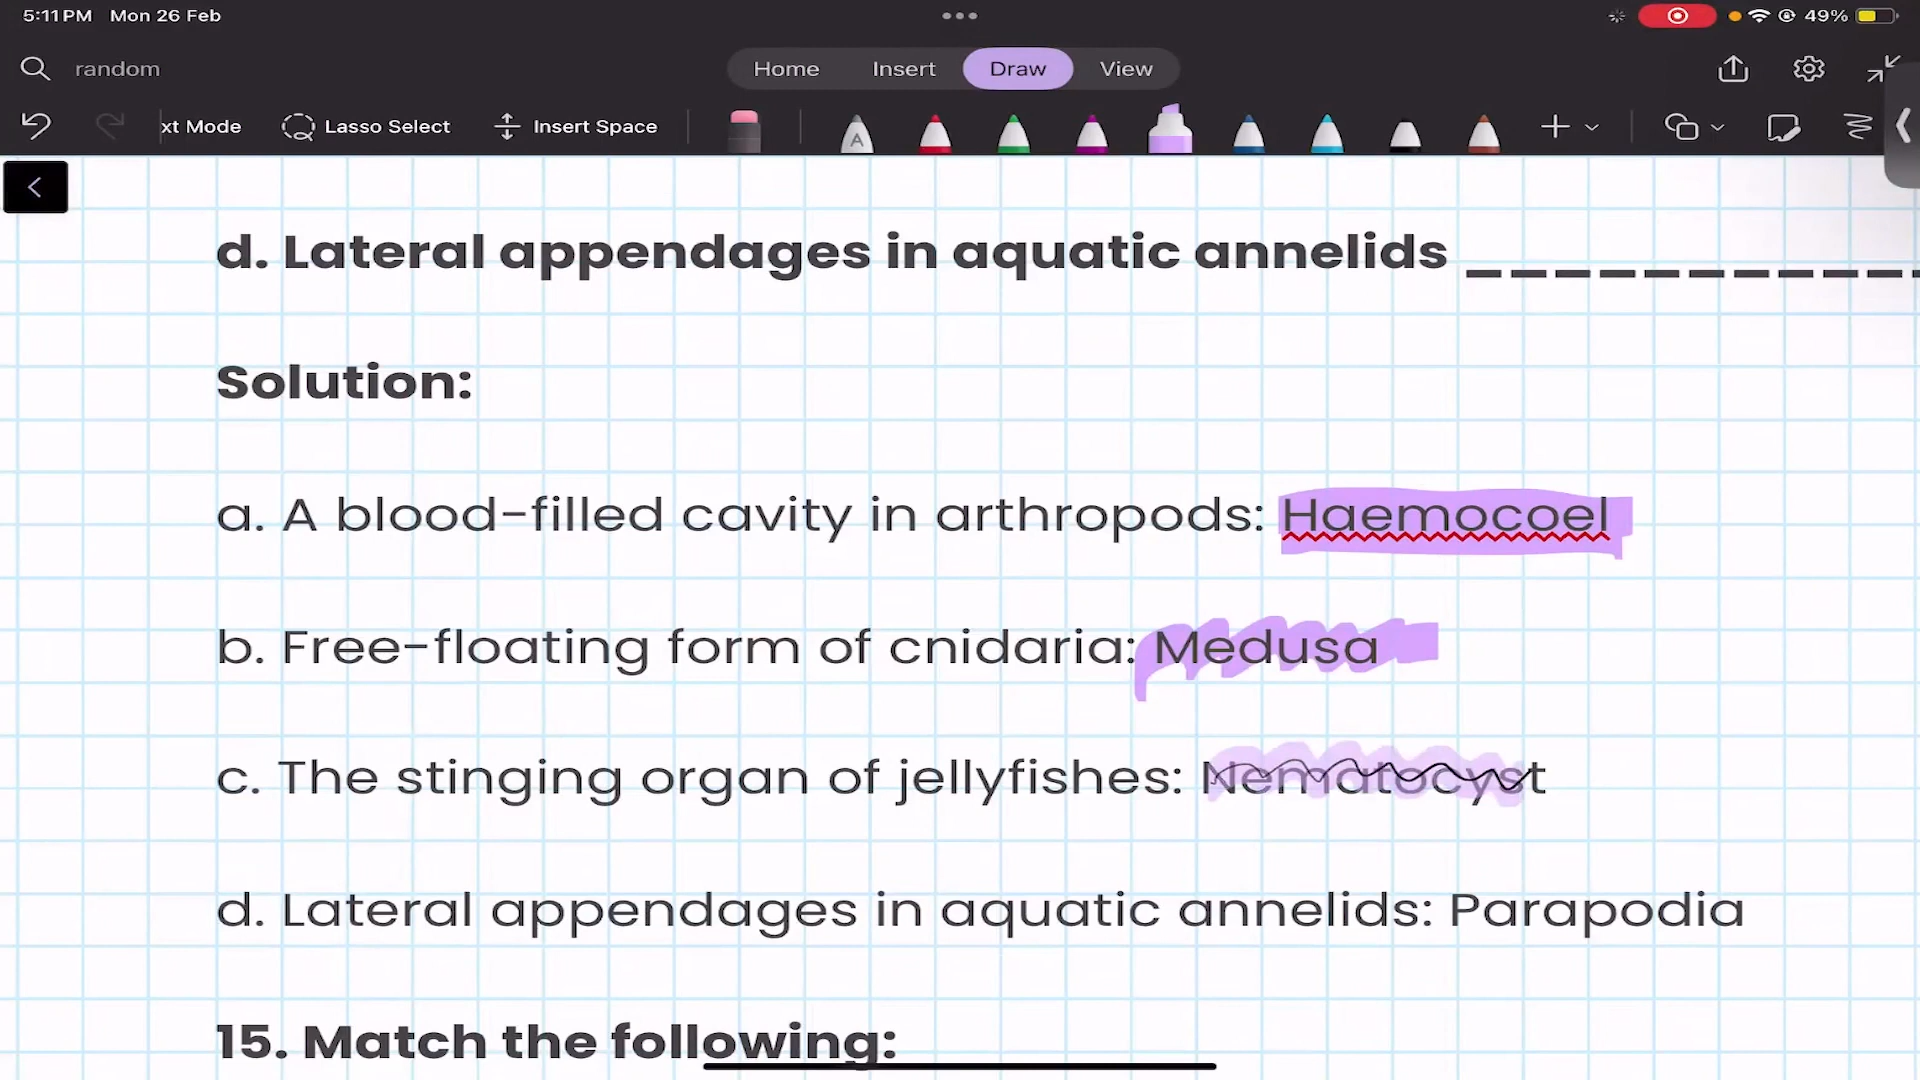 5:11 PM Mon 26 Feb
49%
random
Home Insert Draw View
xt Mode Lasso Select Insert Space
A
d. Lateral appendages in aquatic annelids ___________
Solution:
a. A blood-filled cavity in arthropods: Haemocoel
b. Free-floating form of cnidaria: Medusa
c. The stinging organ of jellyfishes: Nematocyst
d. Lateral appendages in aquatic annelids: Parapodia
15. Match the following: